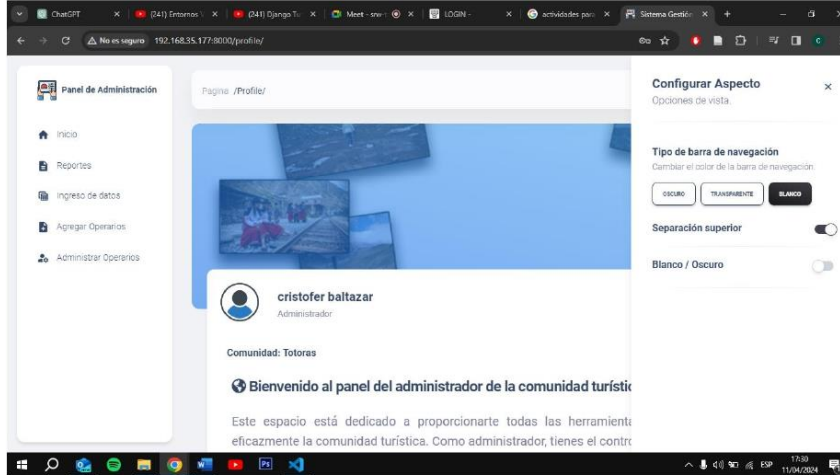 ChatGPT
(241) Entornos V
(241) Django Tu
Meet - sne-t
LOGIN -
actividades para
Sistema Gestión
No es seguro 192.168.35.177:8000/profile/
Panel de Administración
Inicio
Reportes
Ingreso de datos
Agregar Operarios
Administrar Operarios
Pagina /Profile/
cristofer baltazar
Administrador
Comunidad: Totoras
Bienvenido al panel del administrador de la comunidad turístic
Este espacio está dedicado a proporcionarte todas las herramienta
eficazmente la comunidad turística. Como administrador, tienes el contro
Configurar Aspecto
Opciones de vista.
Tipo de barra de navegación
Cambiar el color de la barra de navegación.
OSCURO TRANSPARENTE BLANCO
Separación superior
Blanco / Oscuro
ESP
17:30
11/04/2024